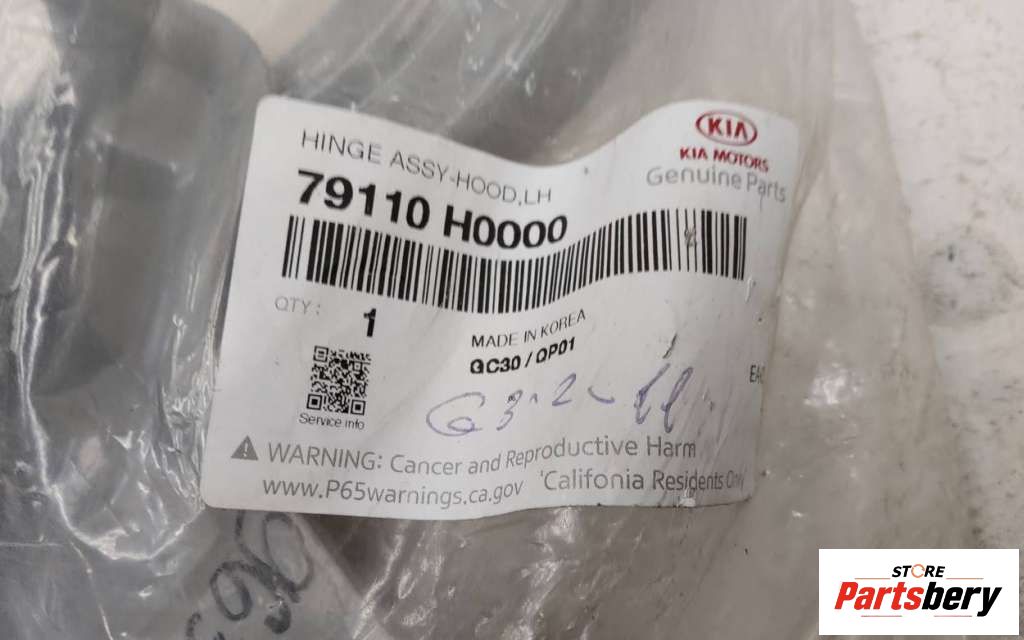 KIA
KIA MOTORS
Genuine Parts
HINGE ASSY-HOOD,LH
79110 H0000
QTY : 1
MADE IN KOREA
QC30 / QP01
Service info
WARNING: Cancer and Reproductive Harm
www.P65warnings.ca.gov 'Califonia Residents Only'
STORE
Partsbery